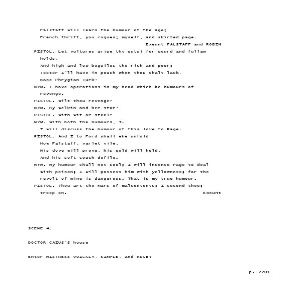 Falstaff will learn the humour of the age;
French thrift, you rogues; myself, and skirted page.
Exeunt FALSTAFF and ROBIN
PISTOL. Let vultures gripe thy guts! for gourd and fullam
holds,
And high and low beguiles the rich and poor;
Tester I'll have in pouch when thou shalt lack,
Base Phrygian Turk!
NYM. I have operations in my head which be humours of
revenge.
PISTOL. Wilt thou revenge?
NYM. By welkin and her star!
PISTOL. With wit or steel?
NYM. With both the humours, I.
I will discuss the humour of this love to Page.
PISTOL. And I to Ford shall eke unfold
How Falstaff, varlet vile,
His dove will prove, his gold will hold,
And his soft couch defile.
NYM. My humour shall not cool; I will incense Page to deal
with poison; I will possess him with yellowness; for the
revolt of mine is dangerous. That is my true humour.
PISTOL. Thou art the Mars of malcontents; I second thee;
troop on. Exeunt
SCENE 4.
DOCTOR CAIUS'S house
Enter MISTRESS QUICKLY, SIMPLE, and RUGBY